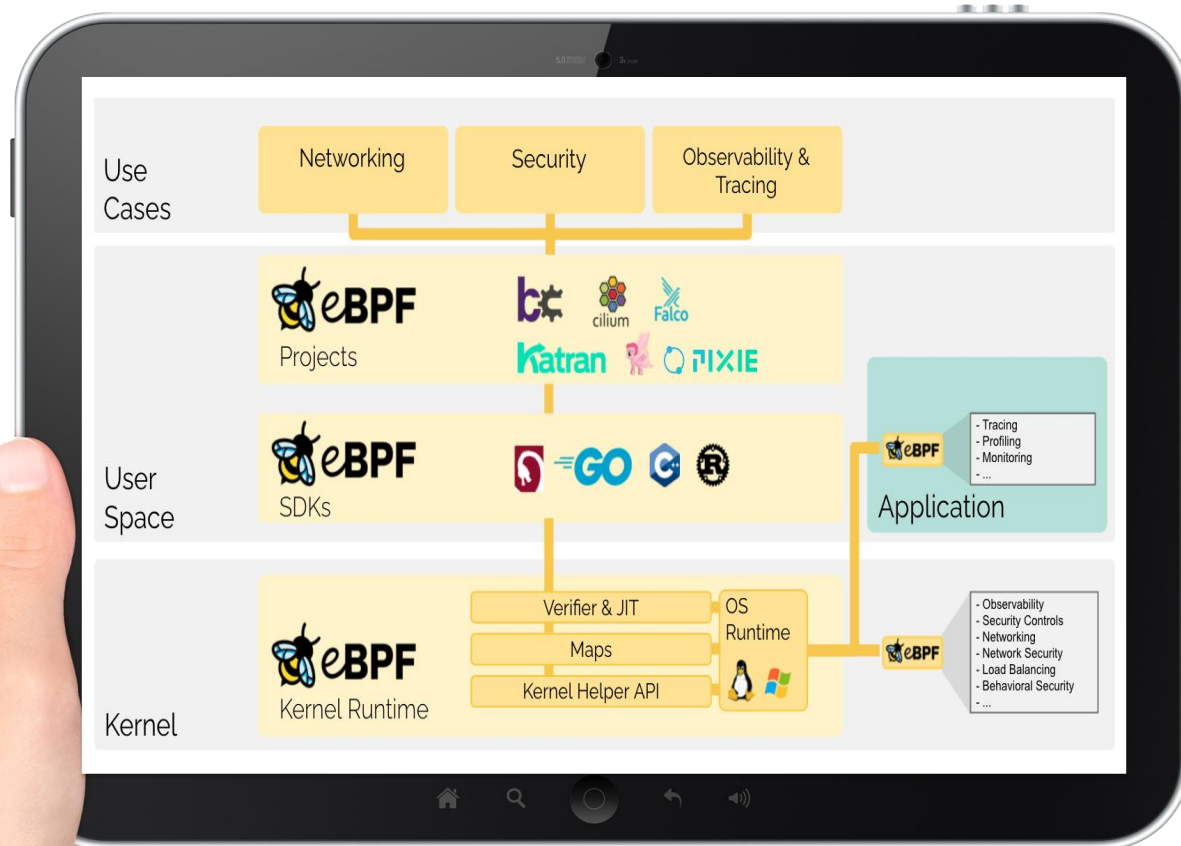 Use
Cases
Networking
Security
Observability &
Tracing
eBPF
Projects
bc
cilium
Falco
Katran
PIXIE
User
Space
eBPF
SDKs
GO
C++
R
eBPF
- Tracing
- Profiling
- Monitoring
- ...
Application
Kernel
eBPF
Kernel Runtime
Verifier & JIT
Maps
Kernel Helper API
OS
Runtime
eBPF
- Observability
- Security Controls
- Networking
- Network Security
- Load Balancing
- Behavioral Security
- ...